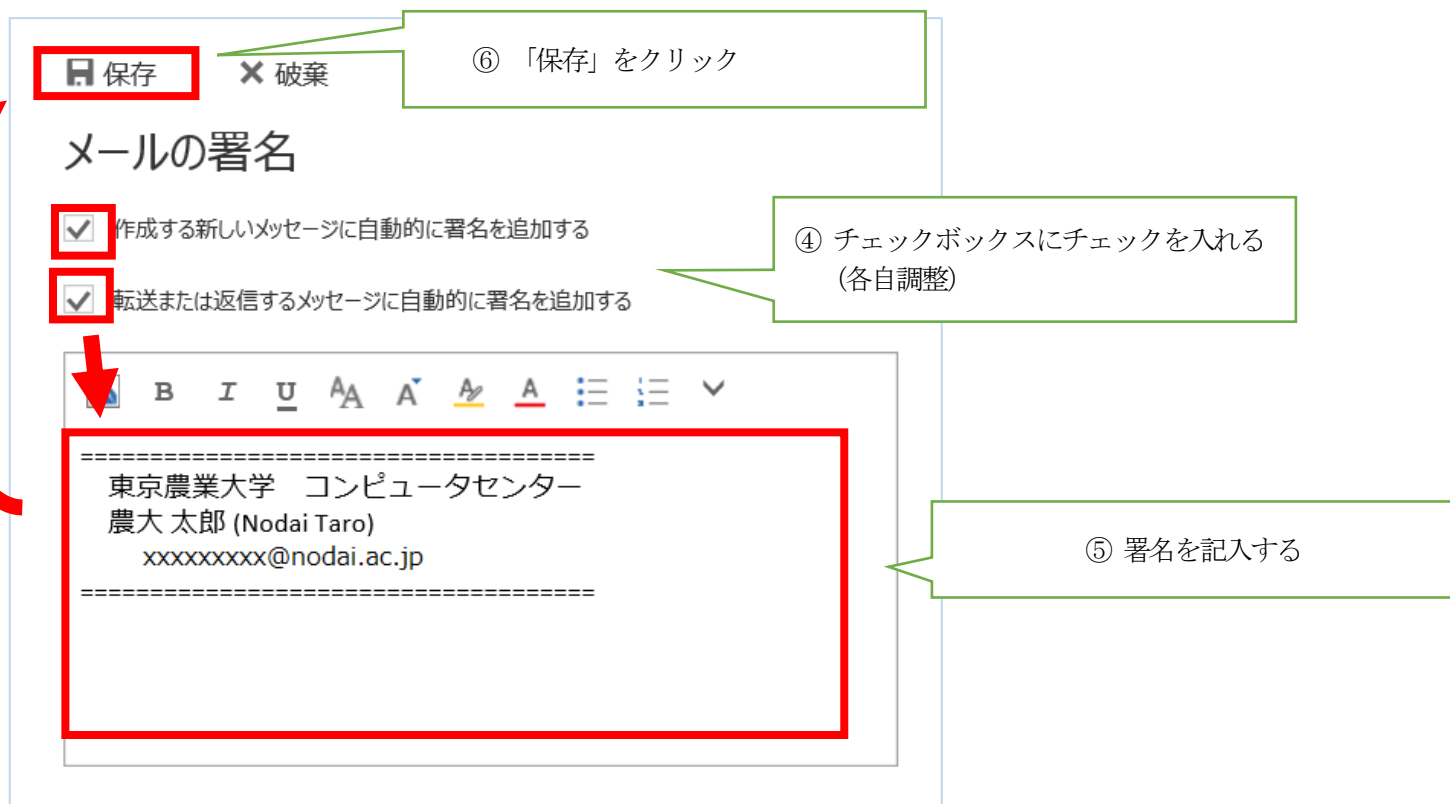 ⑥ 「保存」をクリック
保存 破棄
メールの署名
作成する新しいメッセージに自動的に署名を追加する
④ チェックボックスにチェックを入れる
(各自調整)
転送または返信するメッセージに自動的に署名を追加する
B I U AA A A A
=====================================
東京農業大学 コンピュータセンター
農大 太郎 (Nodai Taro)
xxxxxxxxx@nodai.ac.jp
=====================================
⑤ 署名を記入する